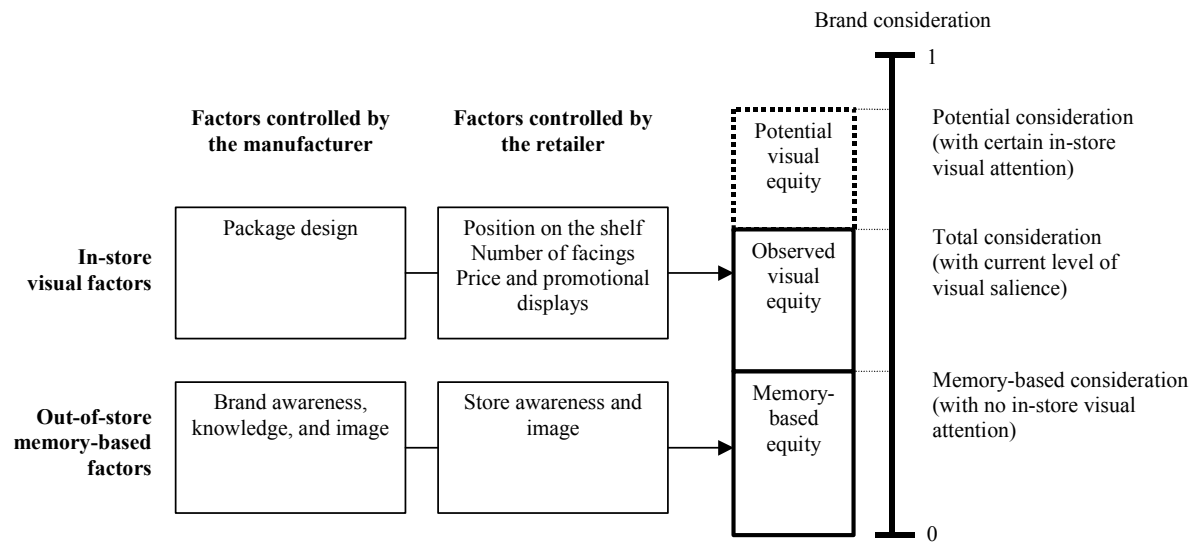 Brand consideration
1
Factors controlled by
the manufacturer
Factors controlled by
the retailer
Potential
visual
equity
Potential consideration
(with certain in-store
visual attention)
In-store
visual factors
Package design
Position on the shelf
Number of facings
Price and promotional
displays
Observed
visual
equity
Total consideration
(with current level of
visual salience)
Out-of-store
memory-based
factors
Brand awareness,
knowledge, and image
Store awareness and
image
Memory-
based
equity
Memory-based consideration
(with no in-store visual
attention)
0